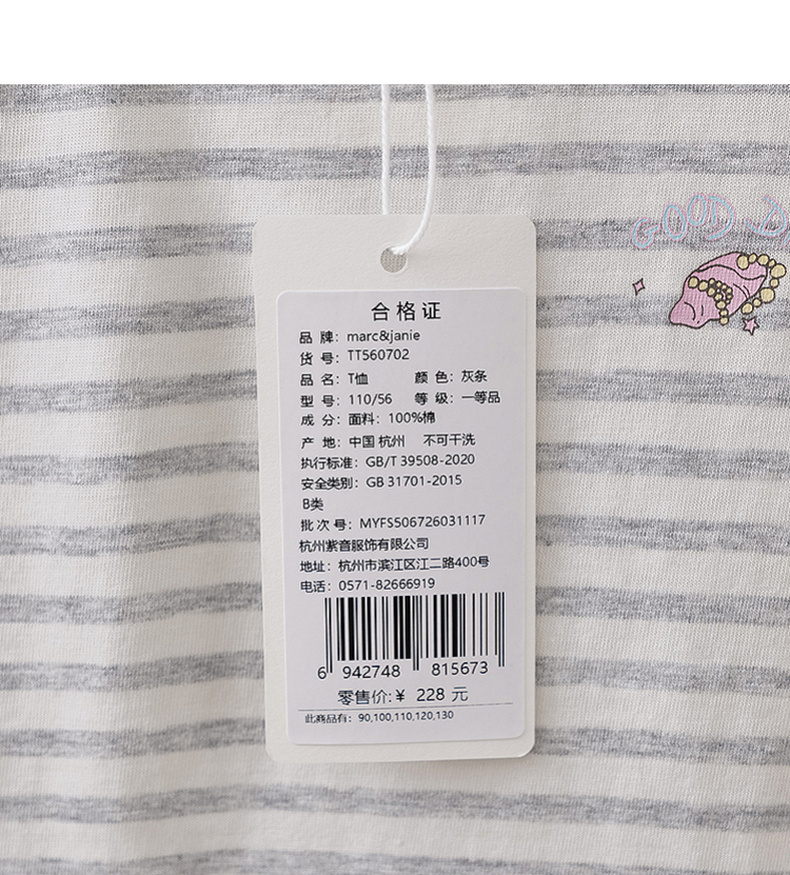 GOOD
合格证
品 牌: marc&janie
货 号: TT560702
品 名: T恤 颜 色: 灰条
型 号: 110/56 等 级: 一等品
成 分: 面料: 100%棉
产 地: 中国 杭州 不可干洗
执行标准: GB/T 39508-2020
安全类别: GB 31701-2015
B类
批 次 号: MYFS506726031117
杭州紫音服饰有限公司
地址: 杭州市滨江区江二路400号
电话: 0571-82666919
6 942748 815673
零售价:¥ 228 元
此商品有: 90,100,110,120,130